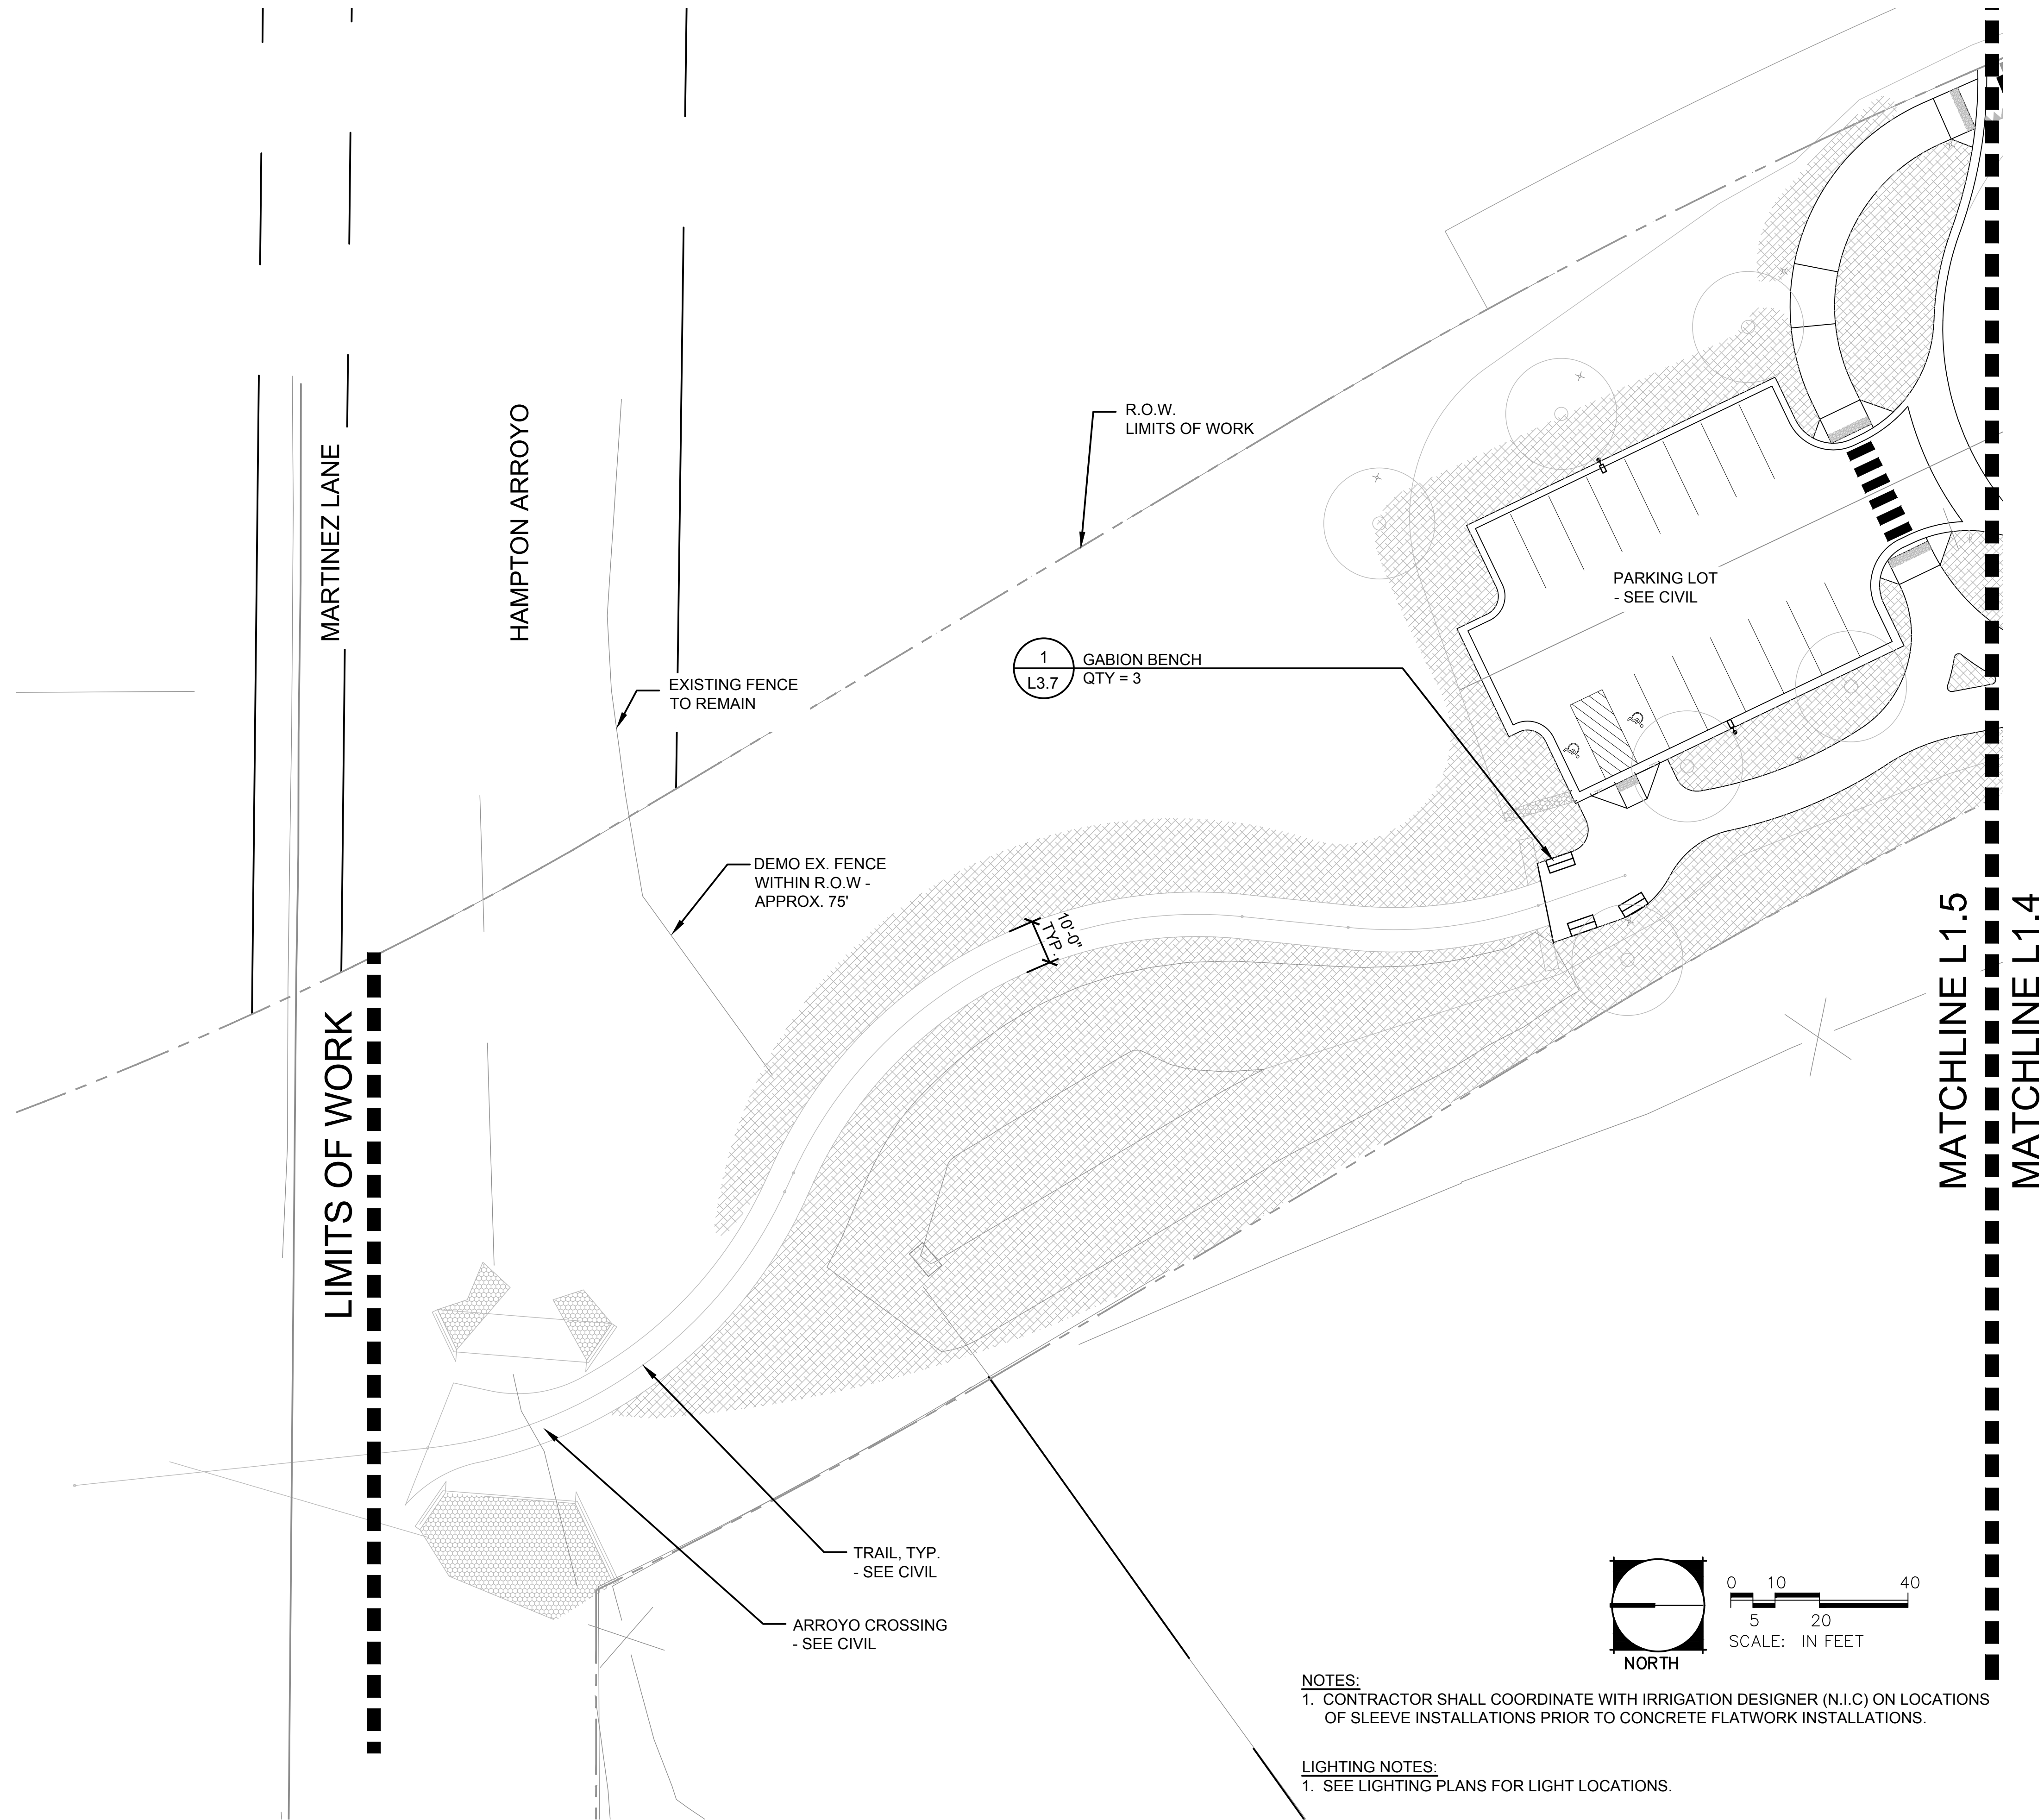 MARTINEZ LANE
HAMPTON ARROYO
R.O.W.
LIMITS OF WORK
PARKING LOT
- SEE CIVIL
1
L3.7
GABION BENCH
QTY = 3
EXISTING FENCE
TO REMAIN
DEMO EX. FENCE
WITHIN R.O.W -
APPROX. 75'
10'-0"
TYP.
LIMITS OF WORK
MATCHLINE L1.5
MATCHLINE L1.4
TRAIL, TYP.
- SEE CIVIL
ARROYO CROSSING
- SEE CIVIL
NORTH
0 10 40
5 20
SCALE: IN FEET
NOTES:
1. CONTRACTOR SHALL COORDINATE WITH IRRIGATION DESIGNER (N.I.C) ON LOCATIONS
OF SLEEVE INSTALLATIONS PRIOR TO CONCRETE FLATWORK INSTALLATIONS.
LIGHTING NOTES:
1. SEE LIGHTING PLANS FOR LIGHT LOCATIONS.